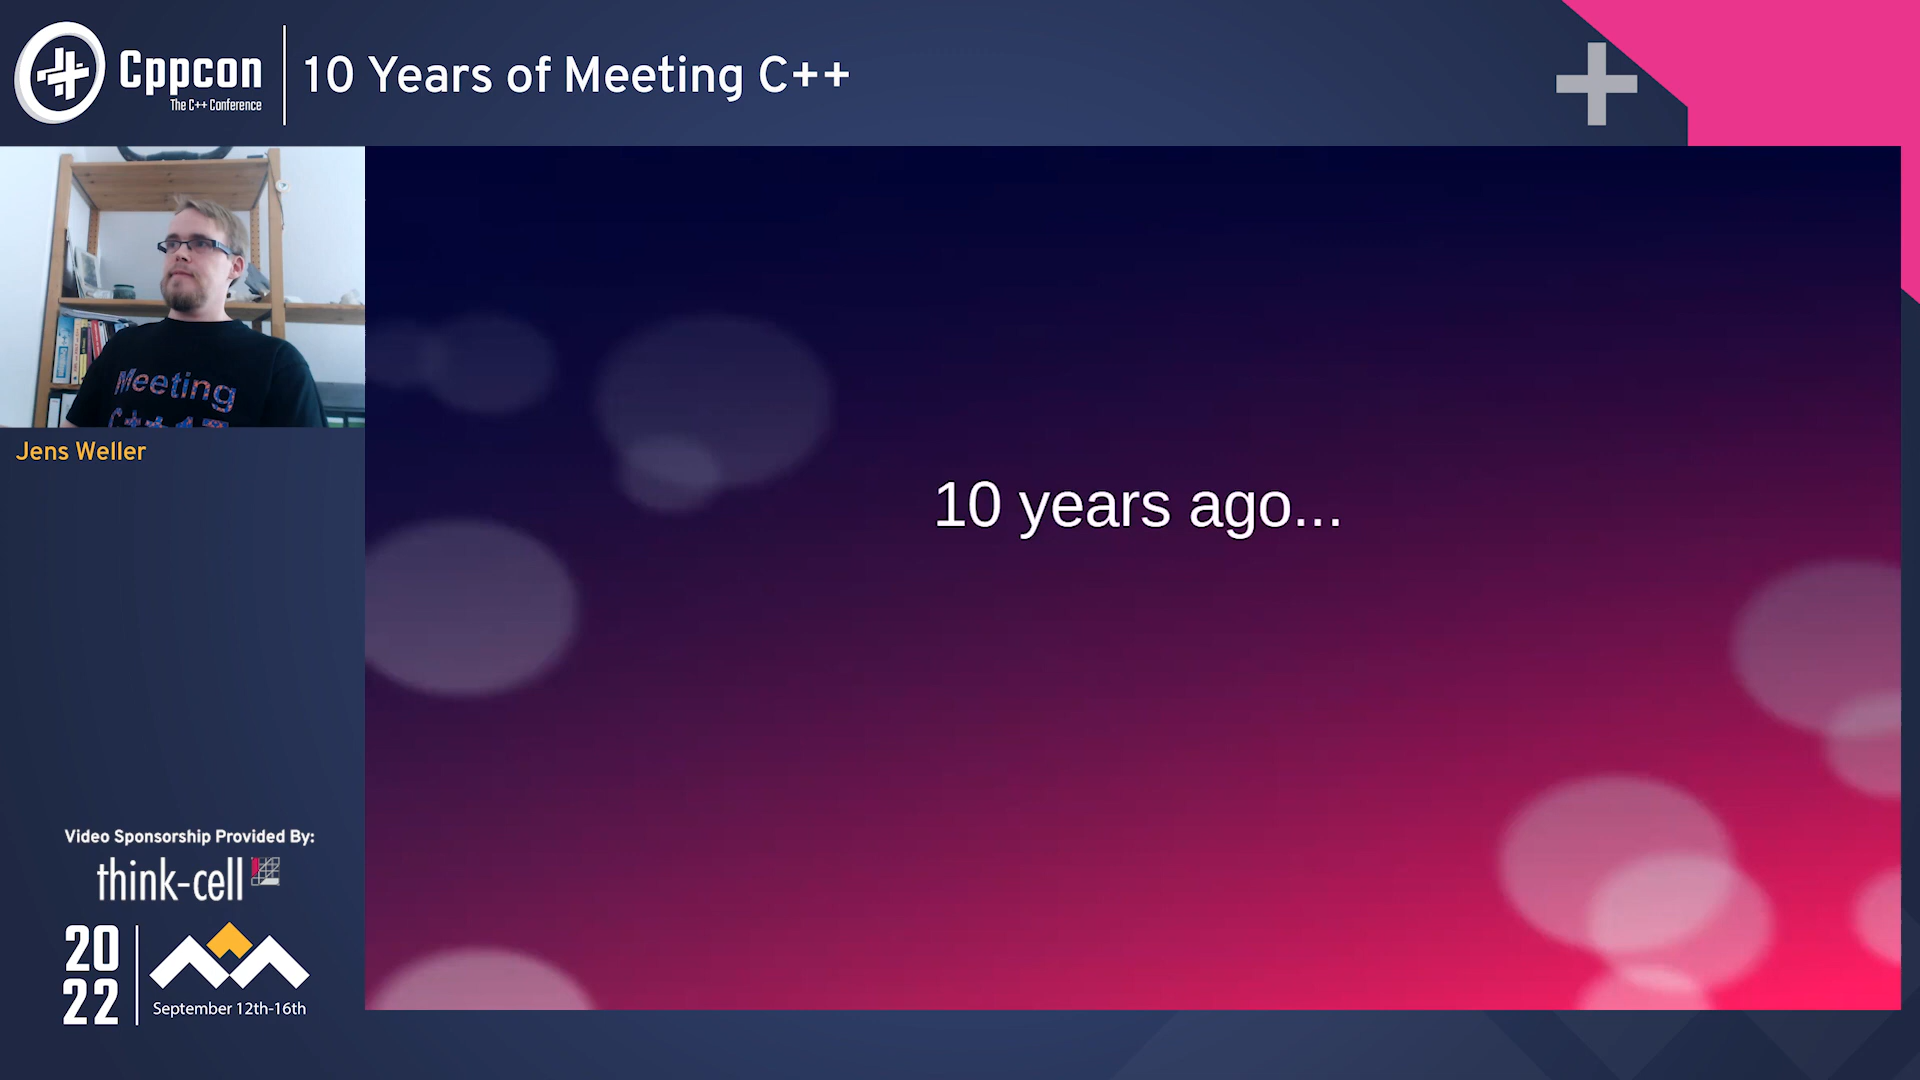 Cppcon
The C++ Conference
10 Years of Meeting C++
Meeting
Jens Weller
10 years ago...
Video Sponsorship Provided By:
think-cell
20
22
September 12th-16th